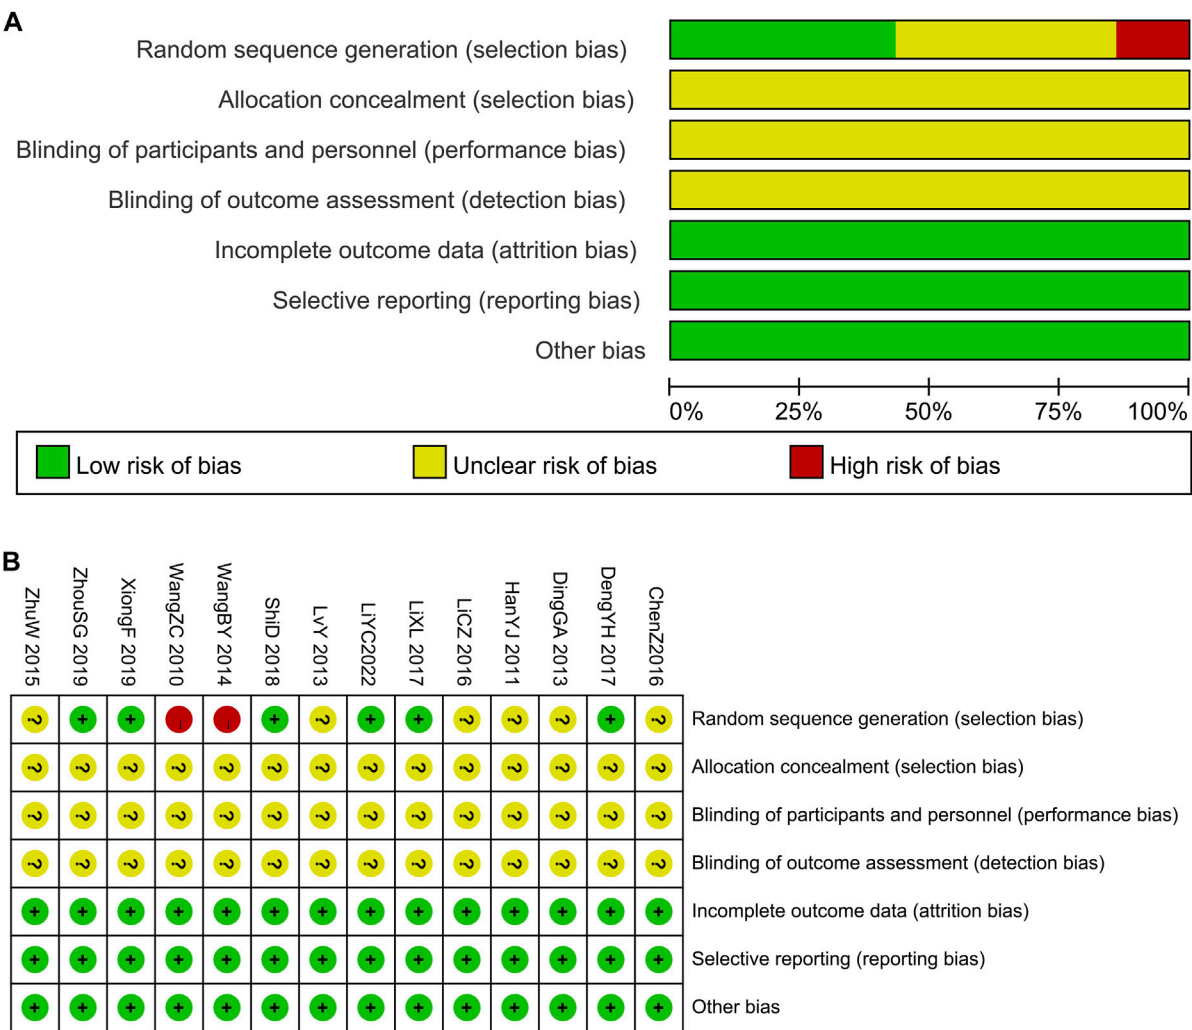 A
Random sequence generation (selection bias)
Allocation concealment (selection bias)
Blinding of participants and personnel (performance bias)
Blinding of outcome assessment (detection bias)
Incomplete outcome data (attrition bias)
Selective reporting (reporting bias)
Other bias
0% 25% 50% 75% 100%
Low risk of bias Unclear risk of bias High risk of bias
B
ZhuW 2015
ZhouSG 2019
XiongF 2019
WangZC 2010
WangBY 2014
ShiD 2018
LvY 2013
LiYC2022
LiXL 2017
LiCZ 2016
HanYJ 2011
DingGA 2013
DengYH 2017
ChenZ2016
? + + – – + ? + + ? ? ? + ? Random sequence generation (selection bias)
? ? ? ? ? ? ? ? ? ? ? ? ? ? Allocation concealment (selection bias)
? ? ? ? ? ? ? ? ? ? ? ? ? ? Blinding of participants and personnel (performance bias)
? ? ? ? ? ? ? ? ? ? ? ? ? ? Blinding of outcome assessment (detection bias)
+ + + + + + + + + + + + + + Incomplete outcome data (attrition bias)
+ + + + + + + + + + + + + + Selective reporting (reporting bias)
+ + + + + + + + + + + + + + Other bias